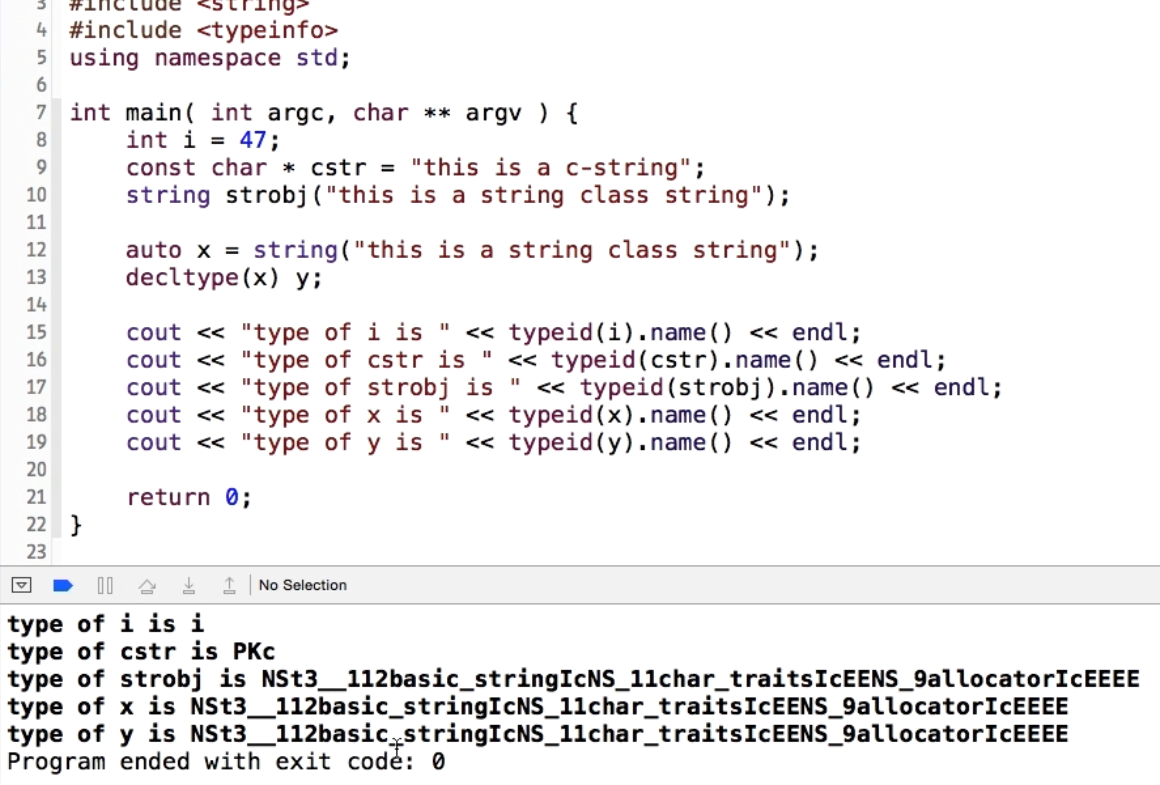 3 #include <string>
4 #include <typeinfo>
5 using namespace std;
6
7 int main( int argc, char ** argv ) {
8     int i = 47;
9     const char * cstr = "this is a c-string";
10     string strobj("this is a string class string");
11
12     auto x = string("this is a string class string");
13     decltype(x) y;
14
15     cout << "type of i is " << typeid(i).name() << endl;
16     cout << "type of cstr is " << typeid(cstr).name() << endl;
17     cout << "type of strobj is " << typeid(strobj).name() << endl;
18     cout << "type of x is " << typeid(x).name() << endl;
19     cout << "type of y is " << typeid(y).name() << endl;
20
21     return 0;
22 }
23
No Selection
type of i is i
type of cstr is PKc
type of strobj is NSt3__112basic_stringIcNS_11char_traitsIcEENS_9allocatorIcEEEE
type of x is NSt3__112basic_stringIcNS_11char_traitsIcEENS_9allocatorIcEEEE
type of y is NSt3__112basic_stringIcNS_11char_traitsIcEENS_9allocatorIcEEEE
Program ended with exit code: 0